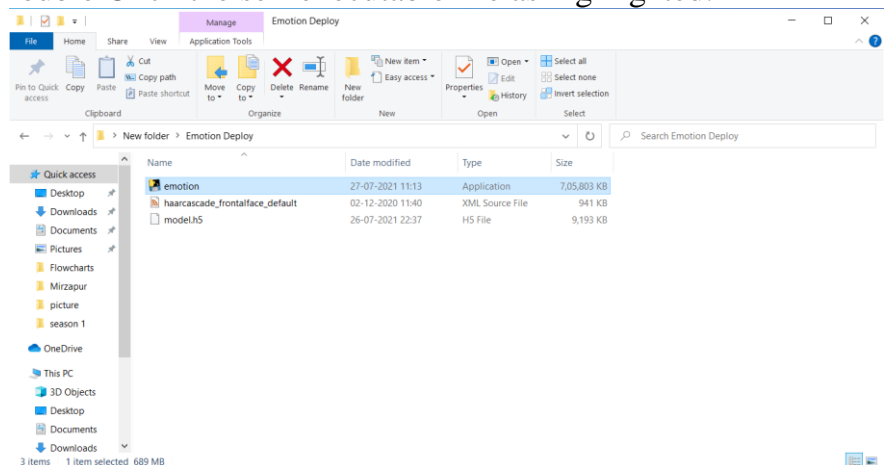 Manage
Emotion Deploy
File
Home
Share
View
Application Tools
Pin to Quick access
Copy
Paste
Cut
Copy path
Paste shortcut
Move to
Copy to
Delete
Rename
New folder
New item
Easy access
Properties
Open
Edit
History
Select all
Select none
Invert selection
Clipboard
Organize
New
Open
Select
New folder > Emotion Deploy
Search Emotion Deploy
Name
Date modified
Type
Size
emotion 27-07-2021 11:13 Application 7,05,803 KB
haarcascade_frontalface_default 02-12-2020 11:40 XML Source File 941 KB
model.h5 26-07-2021 22:37 H5 File 9,193 KB
Quick access
Desktop
Downloads
Documents
Pictures
Flowcharts
Mirzapur
picture
season 1
OneDrive
This PC
3D Objects
Desktop
Documents
Downloads
3 items 1 item selected 689 MB